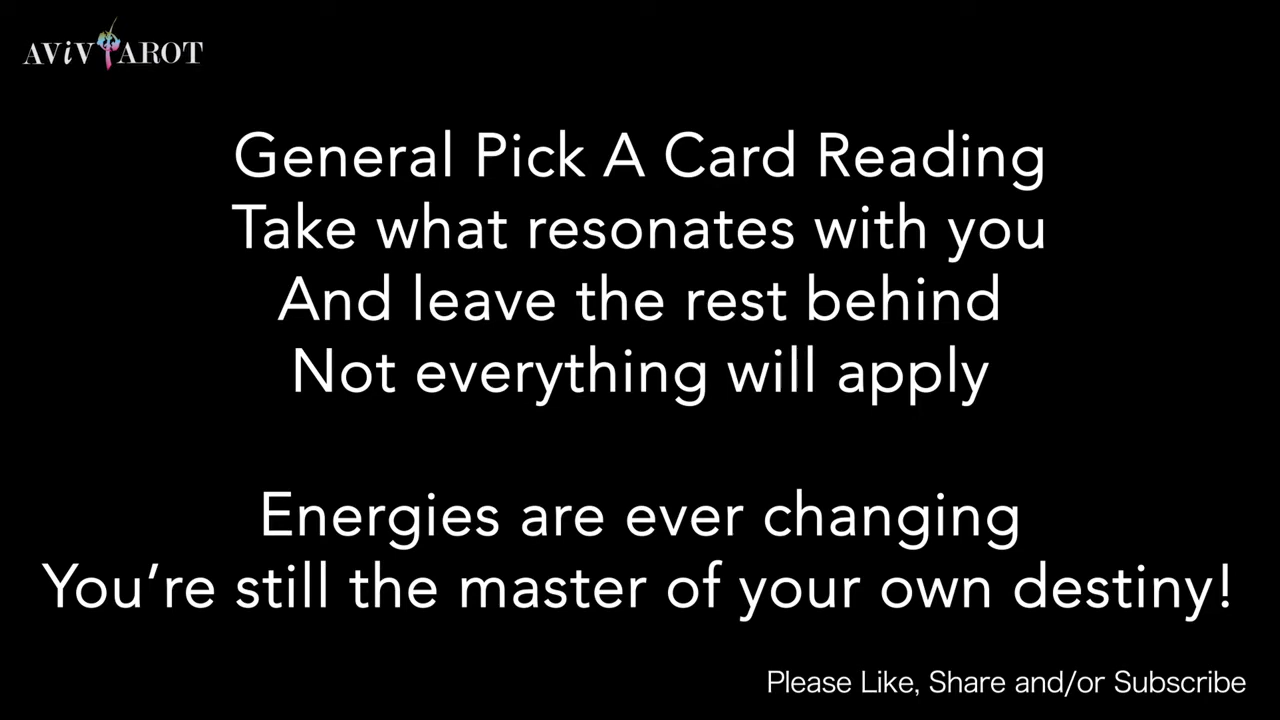 AViV TAROT
General Pick A Card Reading
Take what resonates with you
And leave the rest behind
Not everything will apply
Energies are ever changing
You’re still the master of your own destiny!
Please Like, Share and/or Subscribe